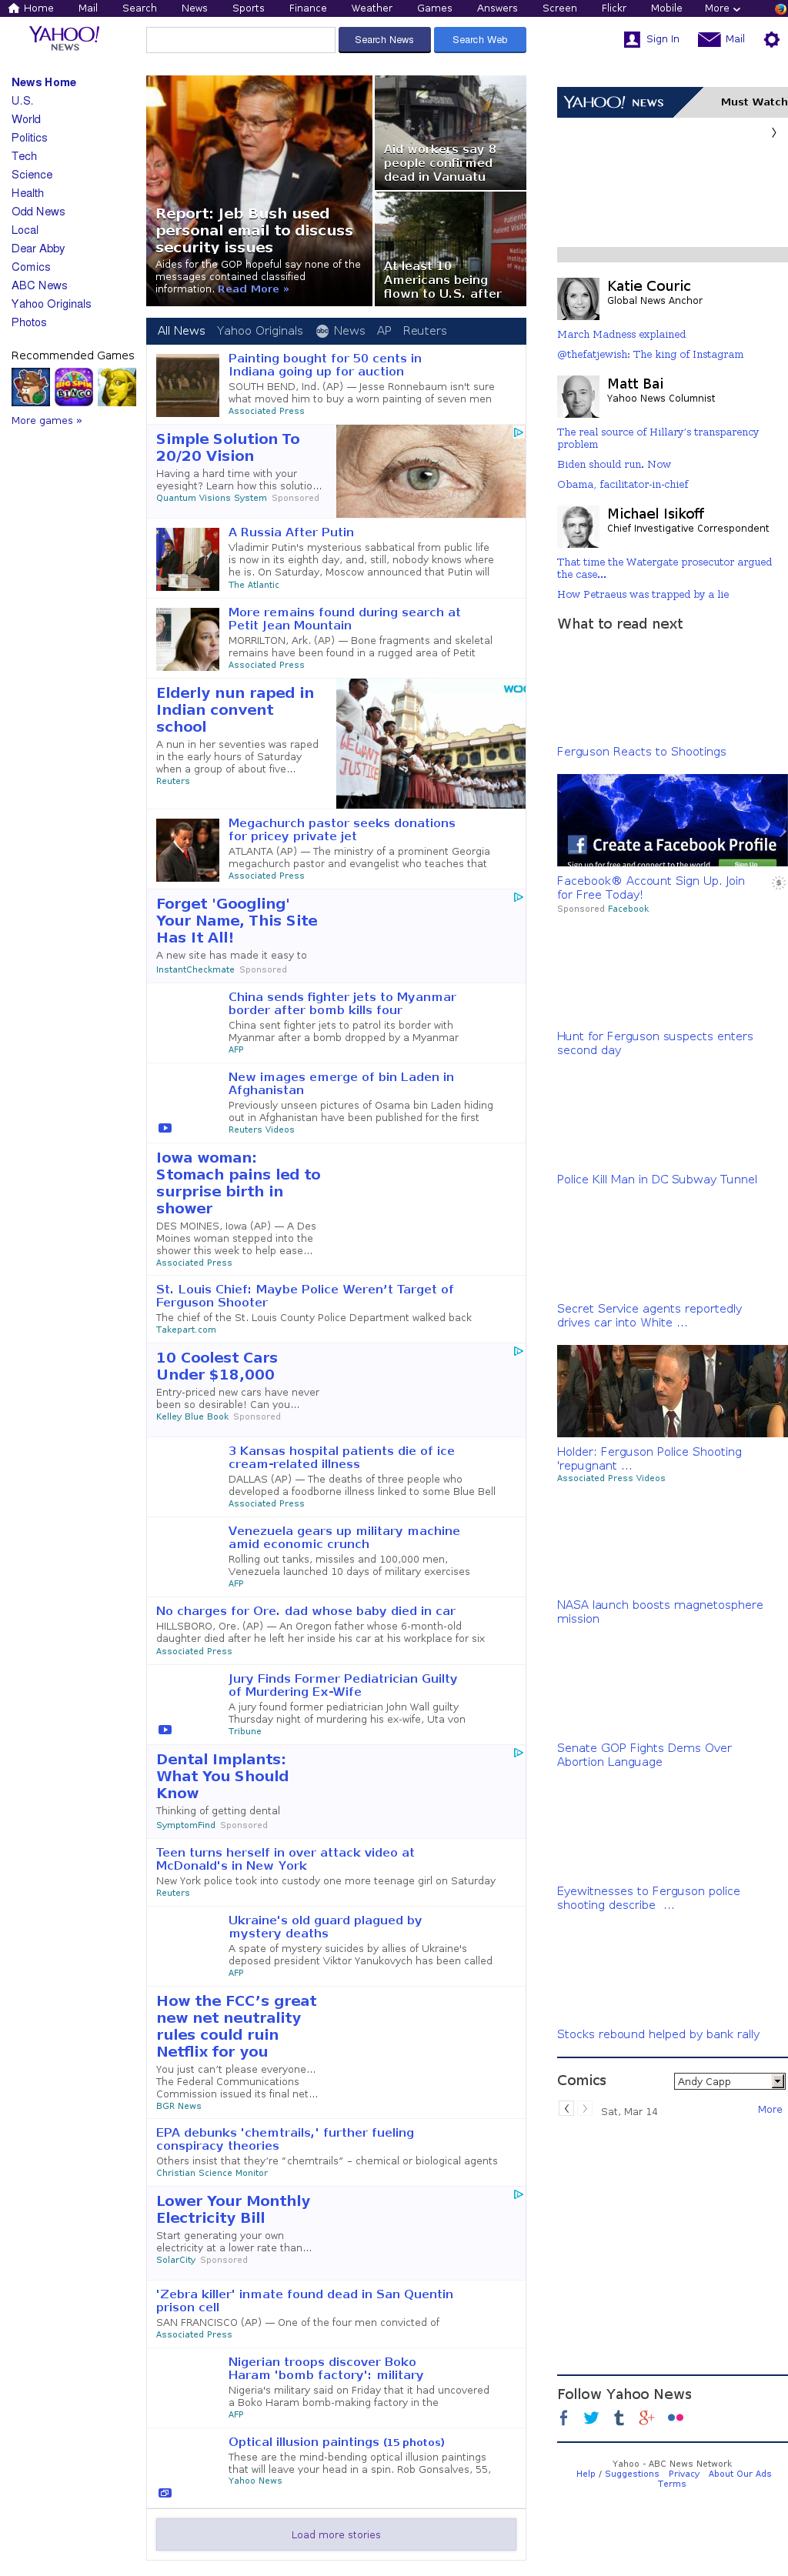 Home Mail Search News Sports Finance Weather Games Answers Screen Flickr Mobile More
YAHOO!
NEWS
Search News
Search Web
Sign In
Mail
News Home
U.S.
World
Politics
Tech
Science
Health
Odd News
Local
Dear Abby
Comics
ABC News
Yahoo Originals
Photos
Recommended Games
BIG SPIN
BINGO
More games »
Report: Jeb Bush used
personal email to discuss
security issues
Aides for the GOP hopeful say none of the
messages contained classified
information. Read More »
Aid workers say 8
people confirmed
dead in Vanuatu
At least 10
Americans being
flown to U.S. after
All News Yahoo Originals abc News AP Reuters
Painting bought for 50 cents in
Indiana going up for auction
SOUTH BEND, Ind. (AP) — Jesse Ronnebaum isn't sure
what moved him to buy a worn painting of seven men
Associated Press
Simple Solution To
20/20 Vision
Having a hard time with your
eyesight? Learn how this solutio...
Quantum Visions System Sponsored
A Russia After Putin
Vladimir Putin's mysterious sabbatical from public life
is now in its eighth day, and, still, nobody knows where
he is. On Saturday, Moscow announced that Putin will
The Atlantic
More remains found during search at
Petit Jean Mountain
MORRILTON, Ark. (AP) — Bone fragments and skeletal
remains have been found in a rugged area of Petit
Associated Press
Elderly nun raped in
Indian convent
school
A nun in her seventies was raped
in the early hours of Saturday
when a group of about five...
Reuters
WE WANT
JUSTICE
Megachurch pastor seeks donations
for pricey private jet
ATLANTA (AP) — The ministry of a prominent Georgia
megachurch pastor and evangelist who teaches that
Associated Press
Forget 'Googling'
Your Name, This Site
Has It All!
A new site has made it easy to
InstantCheckmate Sponsored
China sends fighter jets to Myanmar
border after bomb kills four
China sent fighter jets to patrol its border with
Myanmar after a bomb dropped by a Myanmar
AFP
New images emerge of bin Laden in
Afghanistan
Previously unseen pictures of Osama bin Laden hiding
out in Afghanistan have been published for the first
Reuters Videos
Iowa woman:
Stomach pains led to
surprise birth in
shower
DES MOINES, Iowa (AP) — A Des
Moines woman stepped into the
shower this week to help ease...
Associated Press
St. Louis Chief: Maybe Police Weren’t Target of
Ferguson Shooter
The chief of the St. Louis County Police Department walked back
Takepart.com
10 Coolest Cars
Under $18,000
Entry-priced new cars have never
been so desirable! Can you...
Kelley Blue Book Sponsored
3 Kansas hospital patients die of ice
cream-related illness
DALLAS (AP) — The deaths of three people who
developed a foodborne illness linked to some Blue Bell
Associated Press
Venezuela gears up military machine
amid economic crunch
Rolling out tanks, missiles and 100,000 men,
Venezuela launched 10 days of military exercises
AFP
No charges for Ore. dad whose baby died in car
HILLSBORO, Ore. (AP) — An Oregon father whose 6-month-old
daughter died after he left her inside his car at his workplace for six
Associated Press
Jury Finds Former Pediatrician Guilty
of Murdering Ex-Wife
A jury found former pediatrician John Wall guilty
Thursday night of murdering his ex-wife, Uta von
Tribune
Dental Implants:
What You Should
Know
Thinking of getting dental
SymptomFind Sponsored
Teen turns herself in over attack video at
McDonald's in New York
New York police took into custody one more teenage girl on Saturday
Reuters
Ukraine's old guard plagued by
mystery deaths
A spate of mystery suicides by allies of Ukraine's
deposed president Viktor Yanukovych has been called
AFP
How the FCC’s great
new net neutrality
rules could ruin
Netflix for you
You just can’t please everyone...
The Federal Communications
Commission issued its final net...
BGR News
EPA debunks 'chemtrails,' further fueling
conspiracy theories
Others insist that they’re “chemtrails” – chemical or biological agents
Christian Science Monitor
Lower Your Monthly
Electricity Bill
Start generating your own
electricity at a lower rate than...
SolarCity Sponsored
'Zebra killer' inmate found dead in San Quentin
prison cell
SAN FRANCISCO (AP) — One of the four men convicted of
Associated Press
Nigerian troops discover Boko
Haram 'bomb factory': military
Nigeria's military said on Friday that it had uncovered
a Boko Haram bomb-making factory in the
AFP
Optical illusion paintings (15 photos)
These are the mind-bending optical illusion paintings
that will leave your head in a spin. Rob Gonsalves, 55,
Yahoo News
Load more stories
YAHOO! NEWS
Must Watch
Katie Couric
Global News Anchor
March Madness explained
@thefatjewish: The king of Instagram
Matt Bai
Yahoo News Columnist
The real source of Hillary's transparency
problem
Biden should run. Now
Obama, facilitator-in-chief
Michael Isikoff
Chief Investigative Correspondent
That time the Watergate prosecutor argued
the case...
How Petraeus was trapped by a lie
What to read next
Ferguson Reacts to Shootings
Create a Facebook Profile
Sign up for free and connect to the world. Sign Up
Facebook® Account Sign Up. Join
for Free Today!
Sponsored Facebook
Hunt for Ferguson suspects enters
second day
Police Kill Man in DC Subway Tunnel
Secret Service agents reportedly
drives car into White ...
Holder: Ferguson Police Shooting
'repugnant ...
Associated Press Videos
NASA launch boosts magnetosphere
mission
Senate GOP Fights Dems Over
Abortion Language
Eyewitnesses to Ferguson police
shooting describe ...
Stocks rebound helped by bank rally
Comics
Andy Capp
Sat, Mar 14
More
Follow Yahoo News
Yahoo - ABC News Network
Help / Suggestions Privacy About Our Ads
Terms